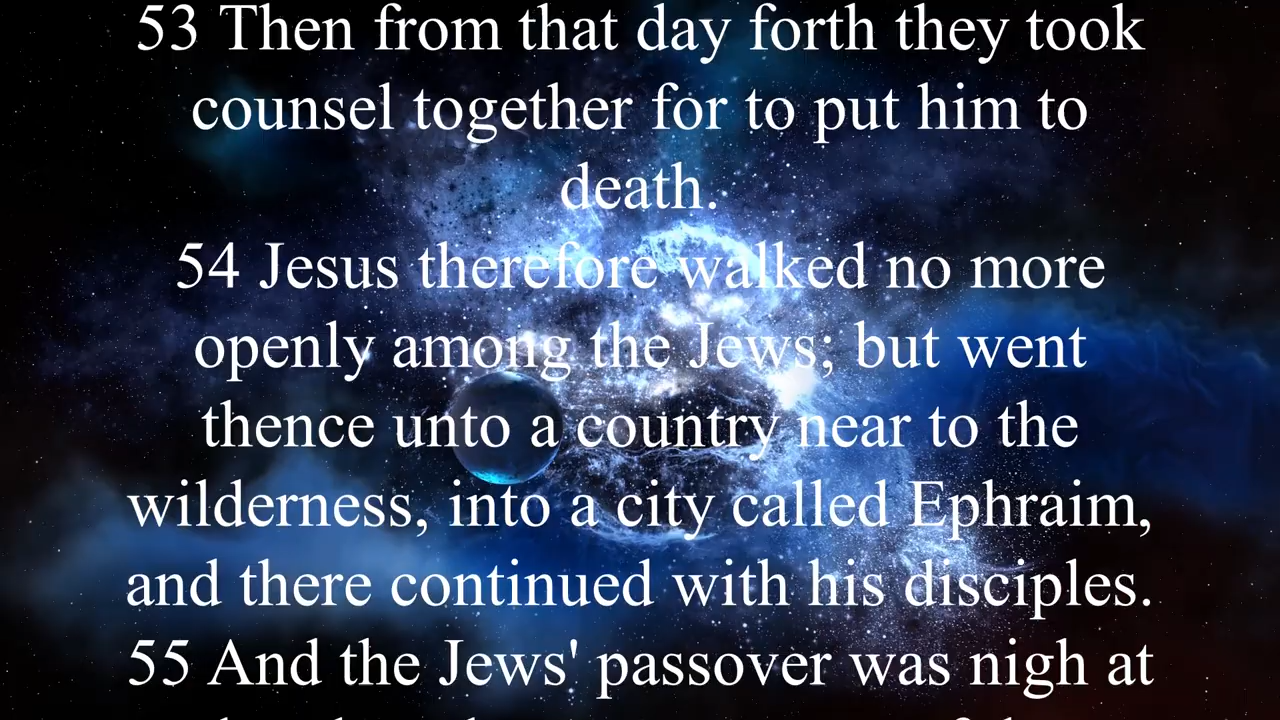 53 Then from that day forth they took
counsel together for to put him to
death.
54 Jesus therefore walked no more
openly among the Jews; but went
thence unto a country near to the
wilderness, into a city called Ephraim,
and there continued with his disciples.
55 And the Jews' passover was nigh at